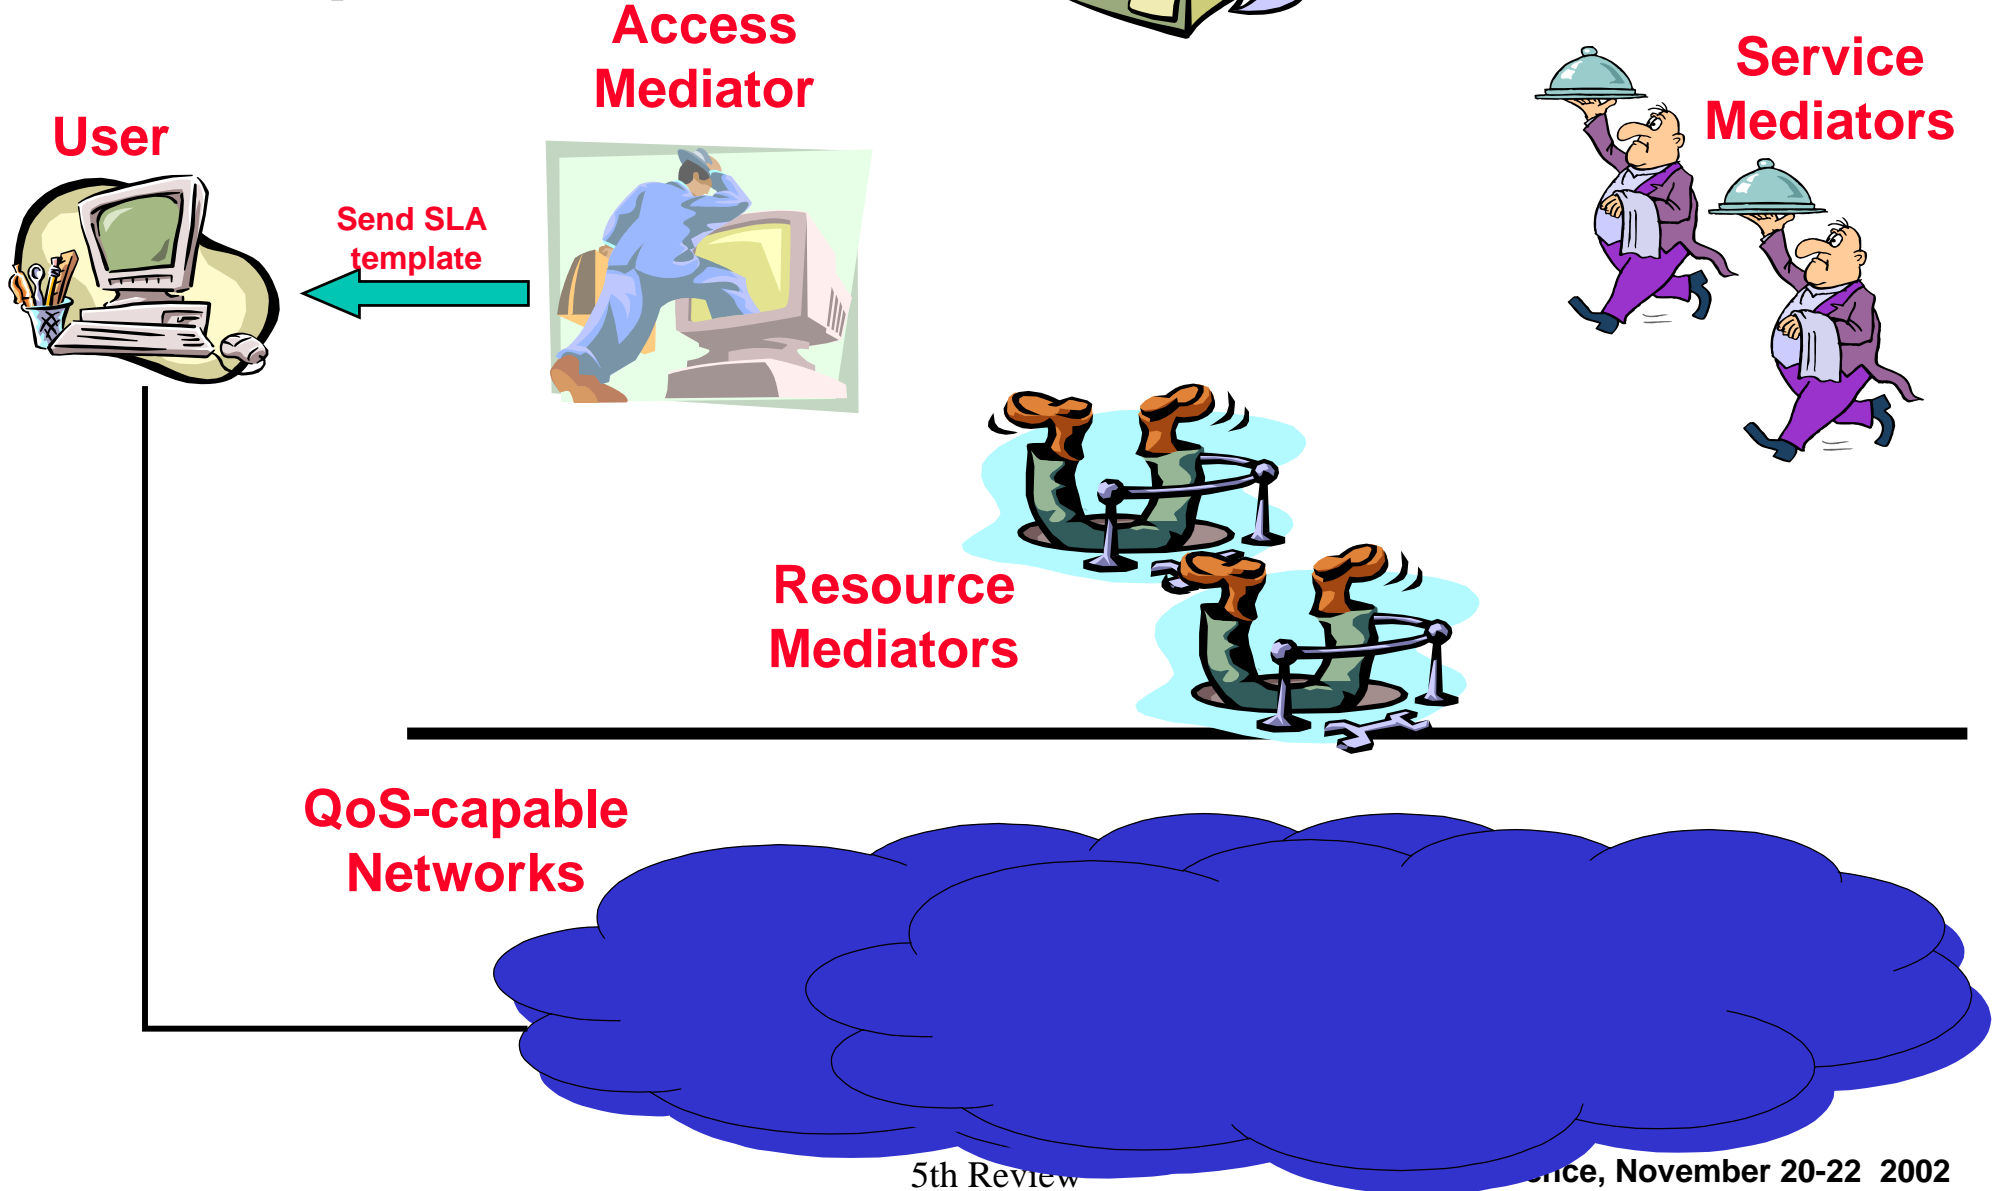 Access
Mediator
Service
Mediators
User
Send SLA
template
Resource
Mediators
QoS-capable
Networks
5th Review
November 20-22 2002